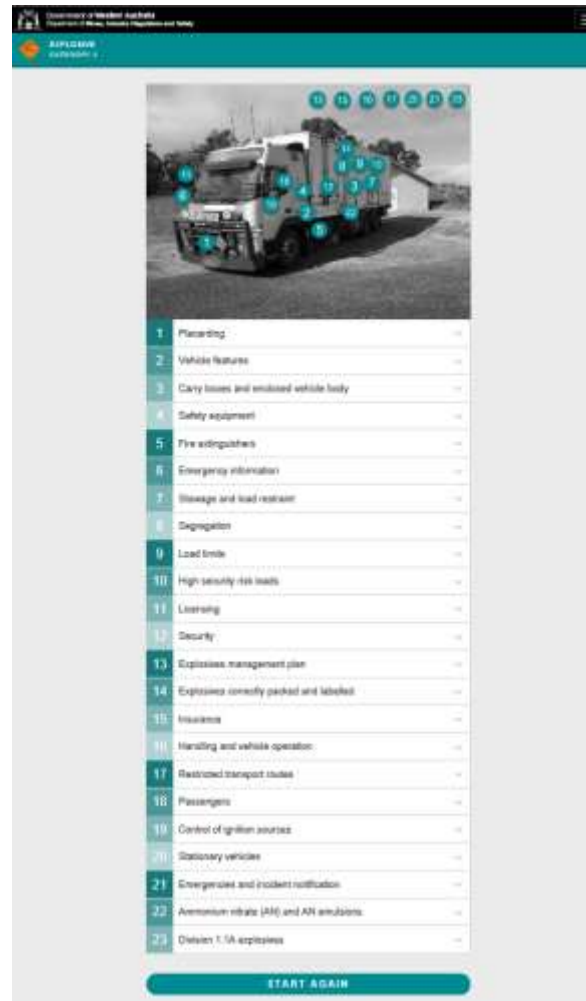 Government of Western Australia
Department of Mines, Industry Regulation and Safety
EXPLOSIVE
CATEGORY
1 Placarding
2 Vehicle features
3 Carry boxes and enclosed vehicle body
4 Safety equipment
5 Fire extinguishers
6 Emergency information
7 Stowage and load restraint
8 Segregation
9 Load limits
10 High security risk loads
11 Licensing
12 Security
13 Explosives management plan
14 Explosives correctly packed and labelled
15 Insurance
16 Handling and vehicle operation
17 Restricted transport routes
18 Passengers
19 Control of ignition sources
20 Stationary vehicles
21 Emergencies and incident notification
22 Ammonium nitrate (AN) and AN emulsions
23 Division 1.1A explosives
START AGAIN